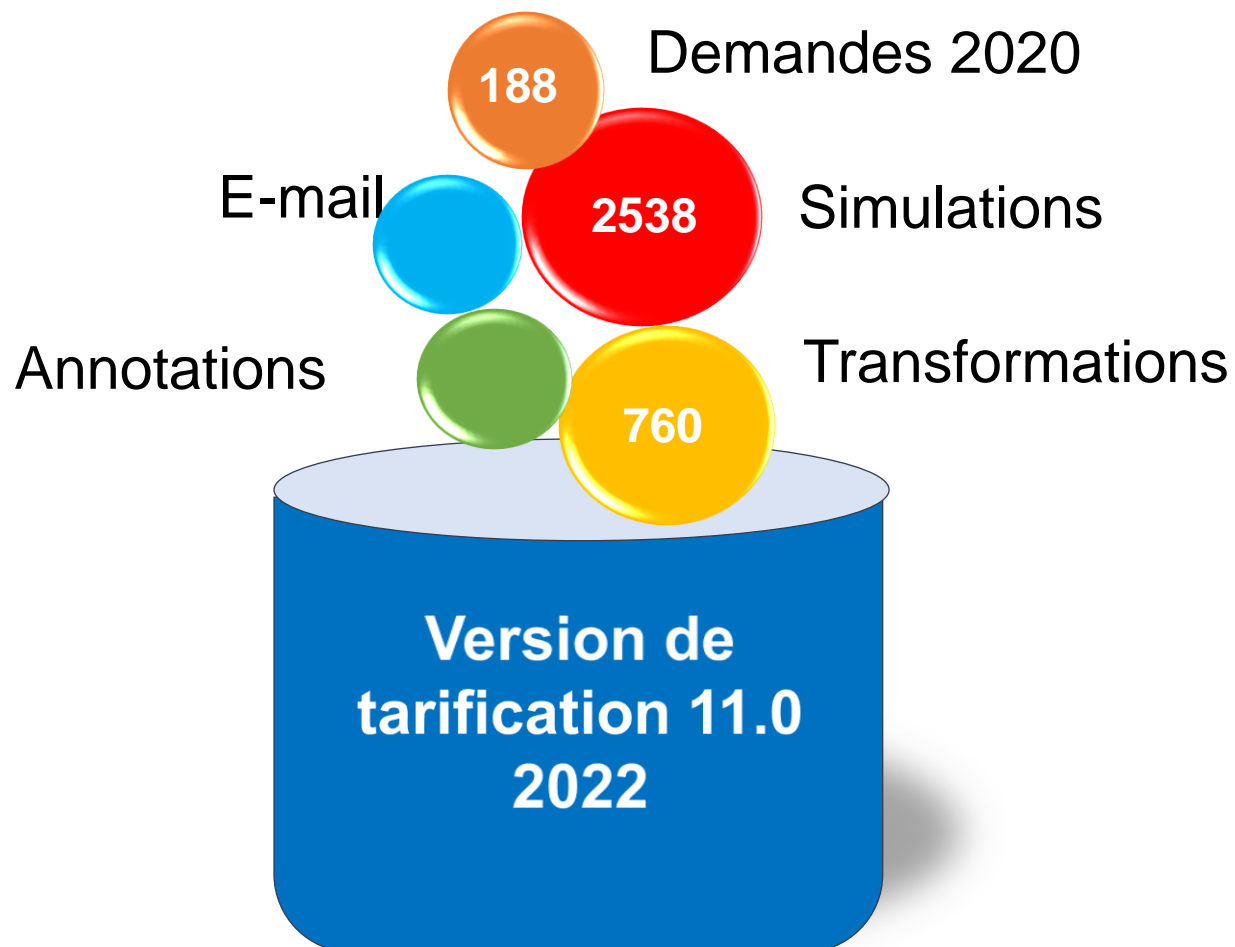 Demandes 2020
188
E-mail
2538
Simulations
Annotations
Transformations
760
Version de
tarification 11.0
2022